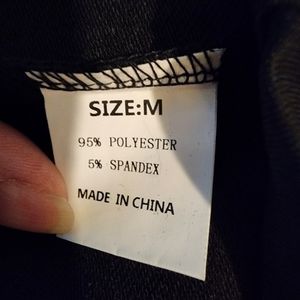 SIZE:M
95% POLYESTER
5% SPANDEX
MADE IN CHINA